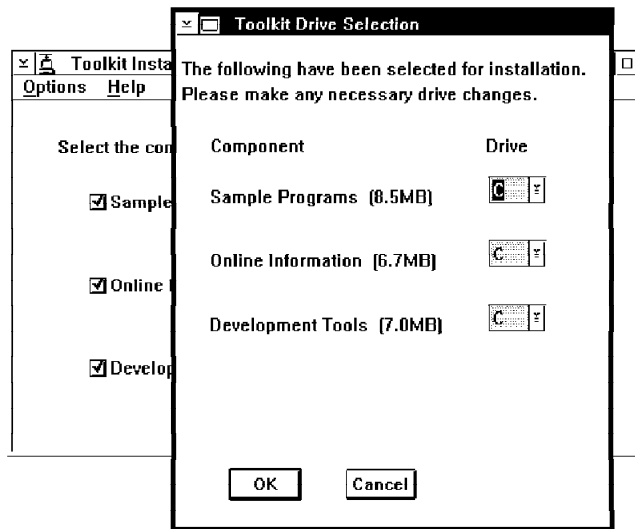 Toolkit Drive Selection
Toolkit Insta
Options Help
The following have been selected for installation.
Please make any necessary drive changes.
Select the con
Component Drive
Sample
Sample Programs (8.5MB) C
Online
Online Information (6.7MB) C
Develop
Development Tools (7.0MB) C
OK Cancel